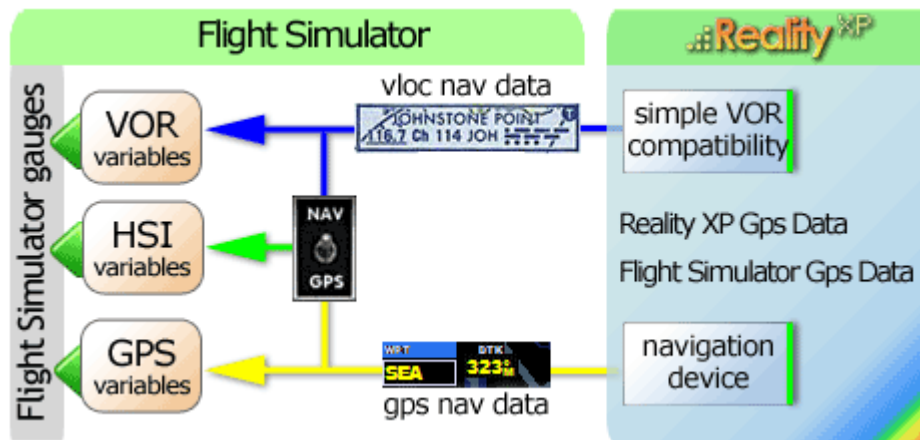 Flight Simulator
Reality XP
Flight Simulator gauges
vloc nav data
VOR
variables
JOHNSTONE POINT
116.7 Ch 114 JOH
simple VOR
compatibility
NAV
GPS
HSI
variables
Reality XP Gps Data
Flight Simulator Gps Data
GPS
variables
WPT
SEA
DTK
323°M
gps nav data
navigation
device